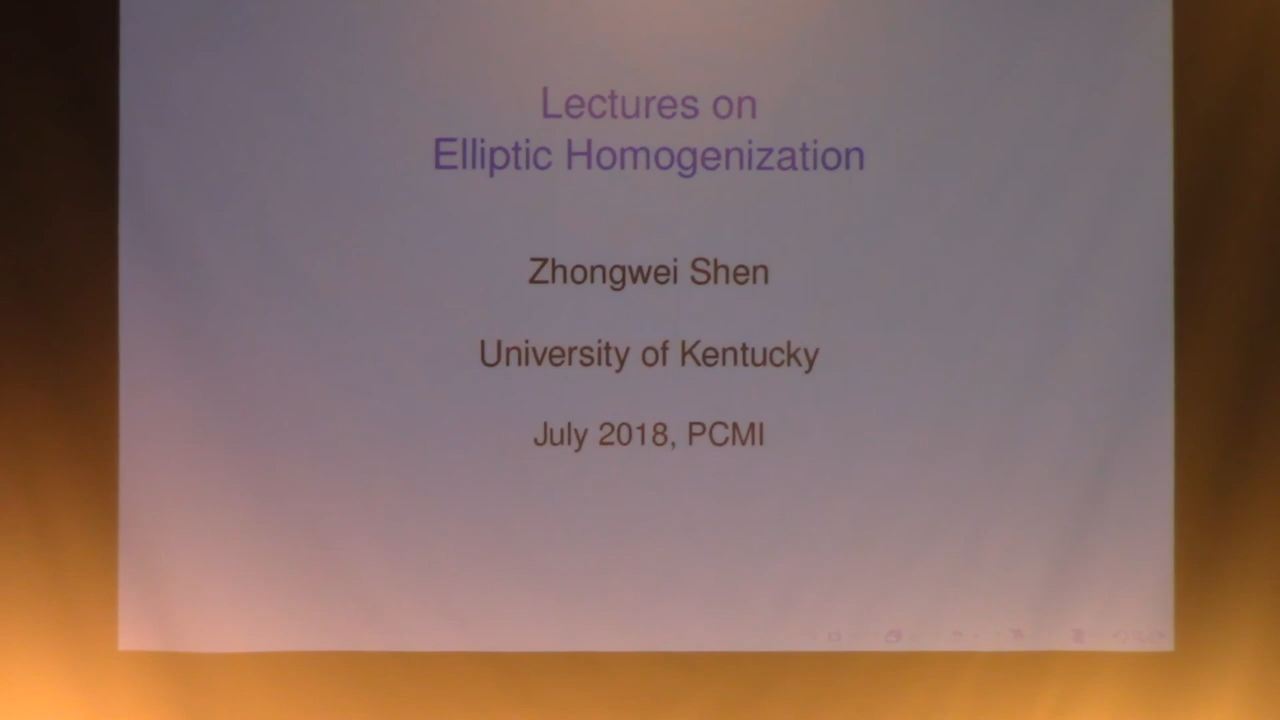 Lectures on
Elliptic Homogenization
Zhongwei Shen
University of Kentucky
July 2018, PCMI